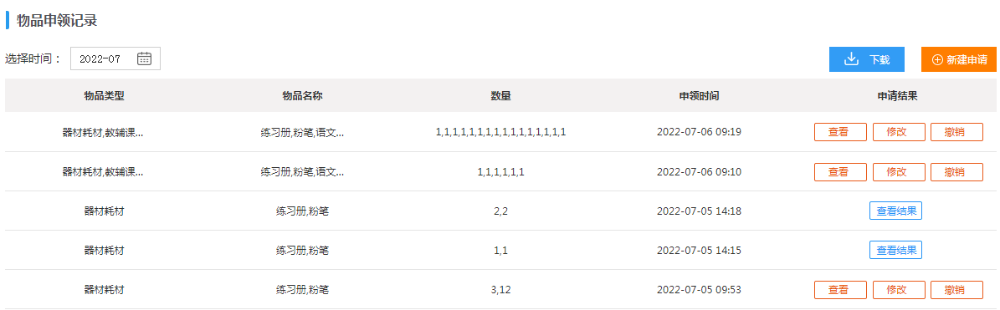 物品申领记录
选择时间： 2022-07 下载 新建申请
物品类型 物品名称 数量 申领时间 申请结果
器材耗材,教辅课... 练习册,粉笔,语文... 1,1,1,1,1,1,1,1,1,1,1,1,1,1,1,1 2022-07-06 09:19 查看 修改 撤销
器材耗材,教辅课... 练习册,粉笔,语文... 1,1,1,1,1,1 2022-07-06 09:10 查看 修改 撤销
器材耗材 练习册,粉笔 2,2 2022-07-05 14:18 查看结果
器材耗材 练习册,粉笔 1,1 2022-07-05 14:15 查看结果
器材耗材 练习册,粉笔 3,12 2022-07-05 09:53 查看 修改 撤销